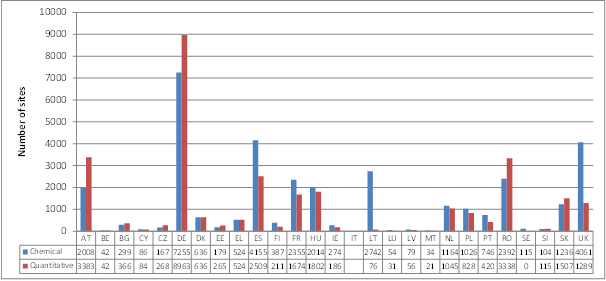 10000
9000
8000
7000
6000
5000
4000
3000
2000
1000
0
Number of sites
AT BE BG CY CZ DE DK EE EL ES FI FR HU IE IT LT LU LV MT NL PL PT RO SE SI SK UK
Chemical 2008 42 299 86 167 7255 636 179 524 4155 387 2355 2014 274 2742 54 79 34 1164 1026 746 2392 115 104 1236 4061
Quantitative 3383 42 366 84 268 8963 636 265 524 2509 211 1674 1802 186 76 31 56 21 1045 828 420 3338 0 115 1507 1289